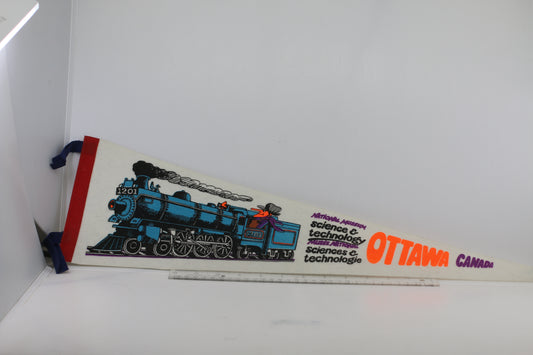 1201
NATIONAL MUSEUM
science &
technology
MUSÉE NATIONAL
sciences &
technologie
OTTAWA CANADA